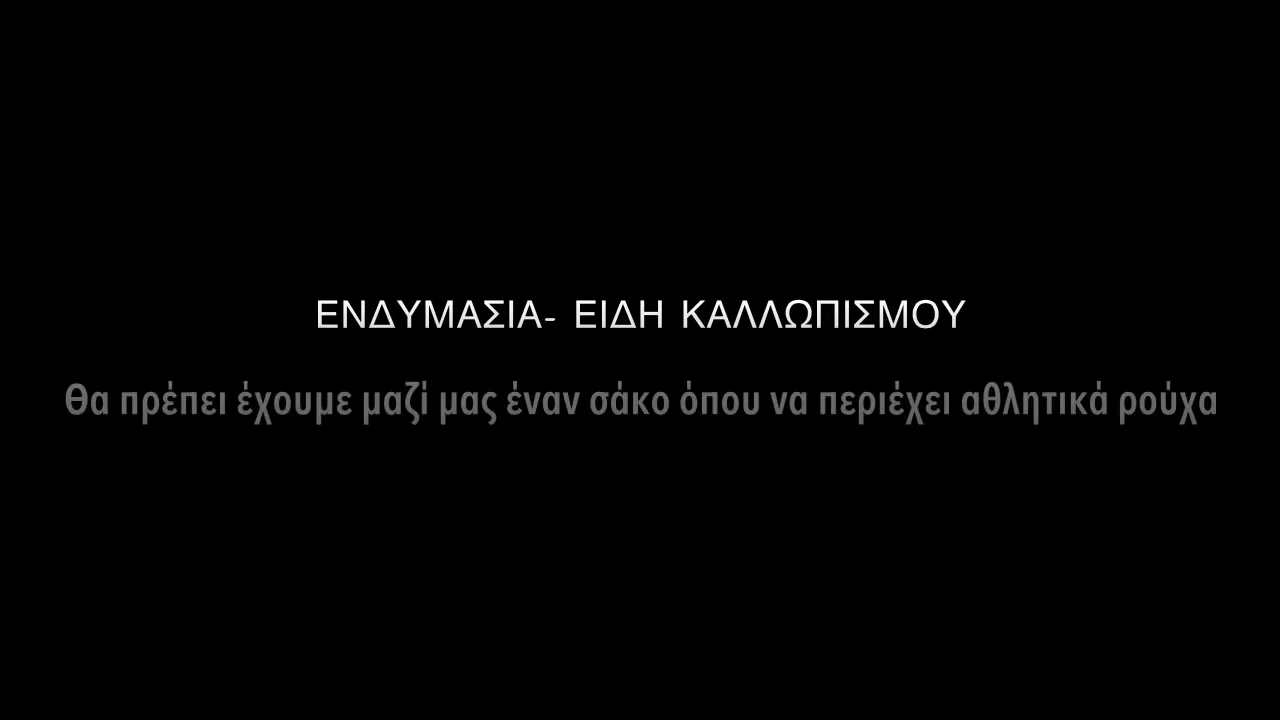 ΕΝΔΥΜΑΣΙΑ- ΕΙΔΗ ΚΑΛΛΩΠΙΣΜΟΥ
Θα πρέπει έχουμε μαζί μας έναν σάκο όπου να περιέχει αθλητικά ρούχα